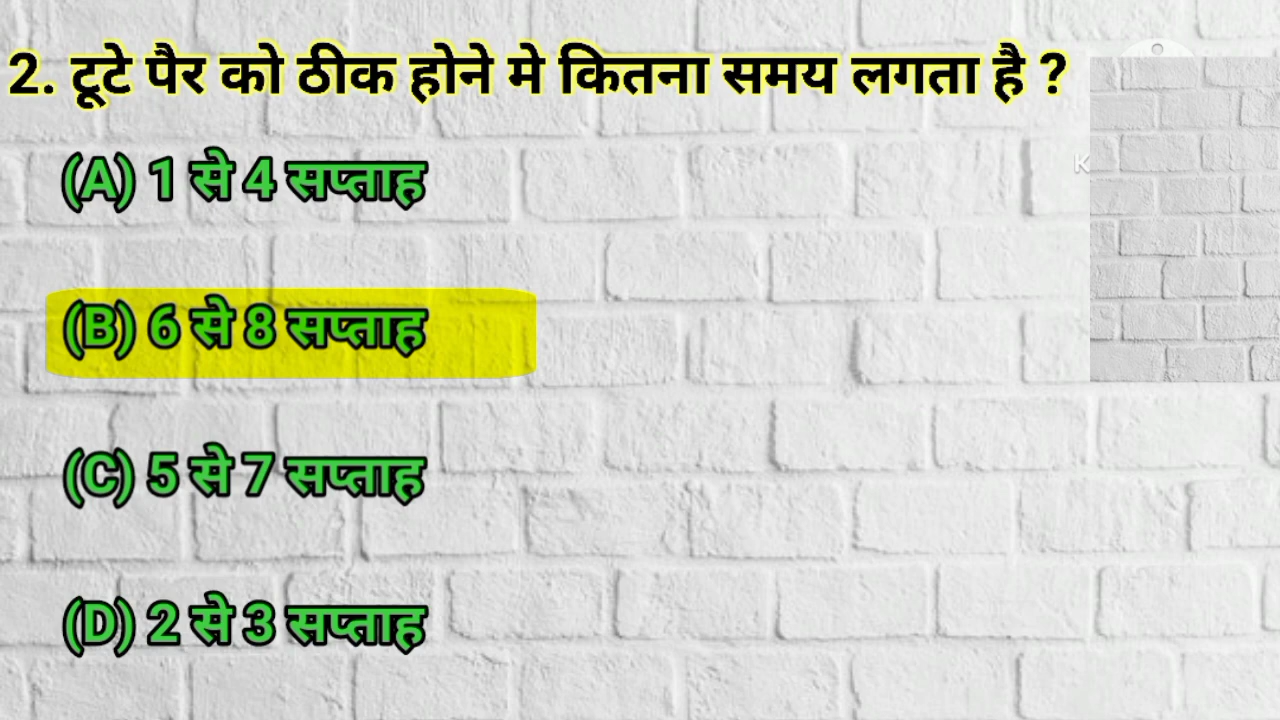 2. टूटे पैर को ठीक होने मे कितना समय लगता है ?
(A) 1 से 4 सप्ताह
K
(B) 6 से 8 सप्ताह
(C) 5 से 7 सप्ताह
(D) 2 से 3 सप्ताह